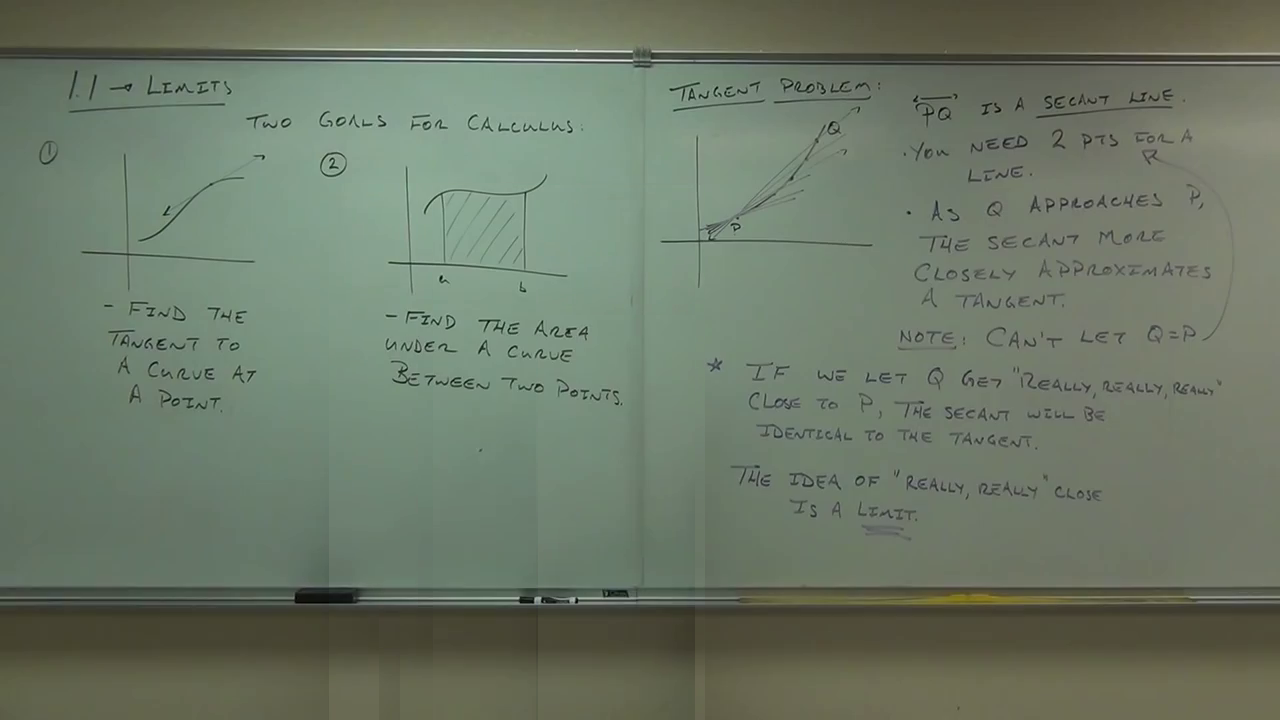 1.1 → LIMITS
TWO GOALS FOR CALCULUS:
①
②
a
b
- FIND THE
TANGENT TO
A CURVE AT
A POINT.
- FIND THE AREA
UNDER A CURVE
BETWEEN TWO POINTS.
TANGENT PROBLEM:
Q
P
PQ IS A SECANT LINE.
• YOU NEED 2 PTS FOR A
LINE.
• AS Q APPROACHES P,
THE SECANT MORE
CLOSELY APPROXIMATES
A TANGENT.
NOTE: CAN'T LET Q=P
* IF WE LET Q GET "REALLY, REALLY, REALLY"
CLOSE TO P, THE SECANT WILL BE
IDENTICAL TO THE TANGENT.
THE IDEA OF "REALLY, REALLY" CLOSE
IS A LIMIT.